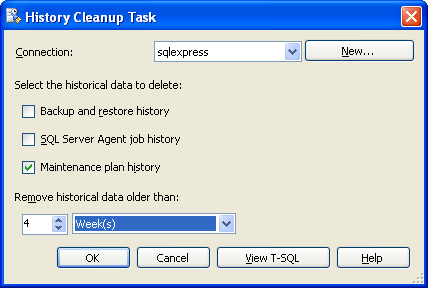 History Cleanup Task
Connection: sqlexpress New...
Select the historical data to delete:
Backup and restore history
SQL Server Agent job history
Maintenance plan history
Remove historical data older than:
4 Week(s)
OK Cancel View T-SQL Help